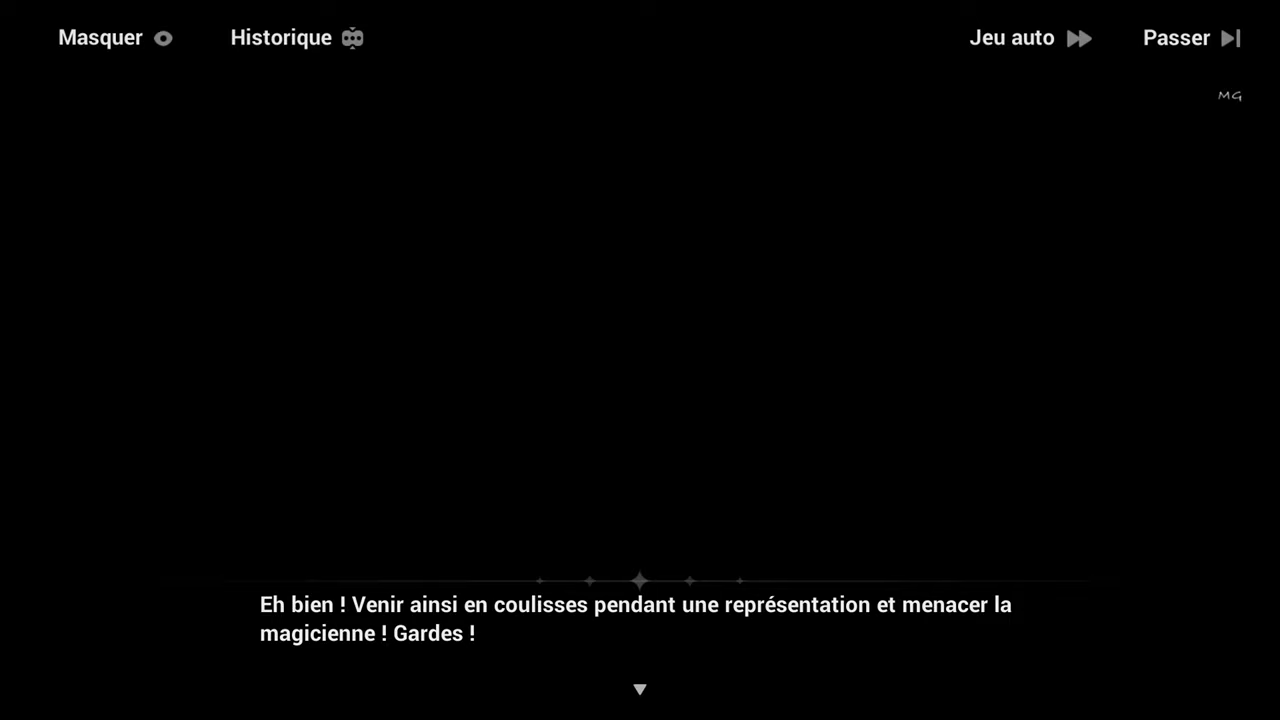 Masquer
Historique
Jeu auto
Passer
MG
Eh bien ! Venir ainsi en coulisses pendant une représentation et menacer la
magicienne ! Gardes !